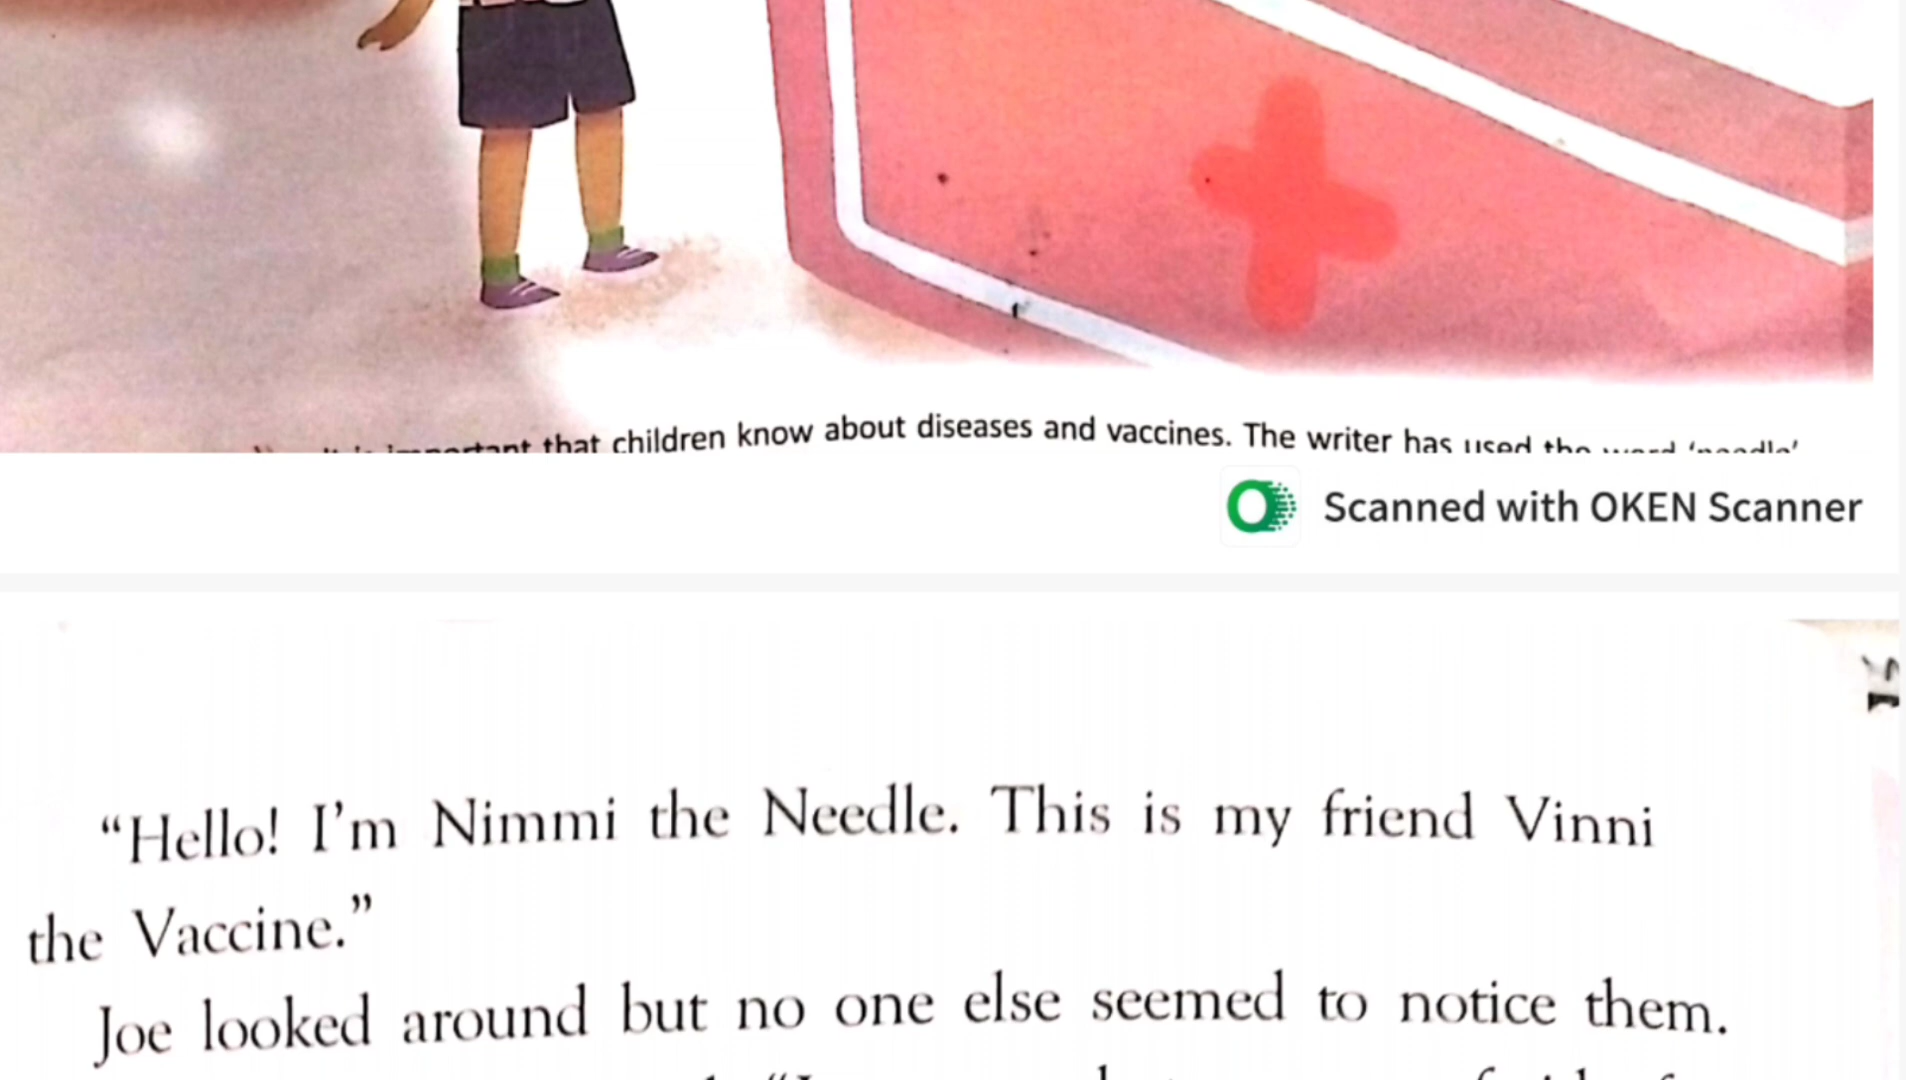 that children know about diseases and vaccines. The writer has used
Scanned with OKEN Scanner
“Hello! I’m Nimmi the Needle. This is my friend Vinni
the Vaccine.”
Joe looked around but no one else seemed to notice them.